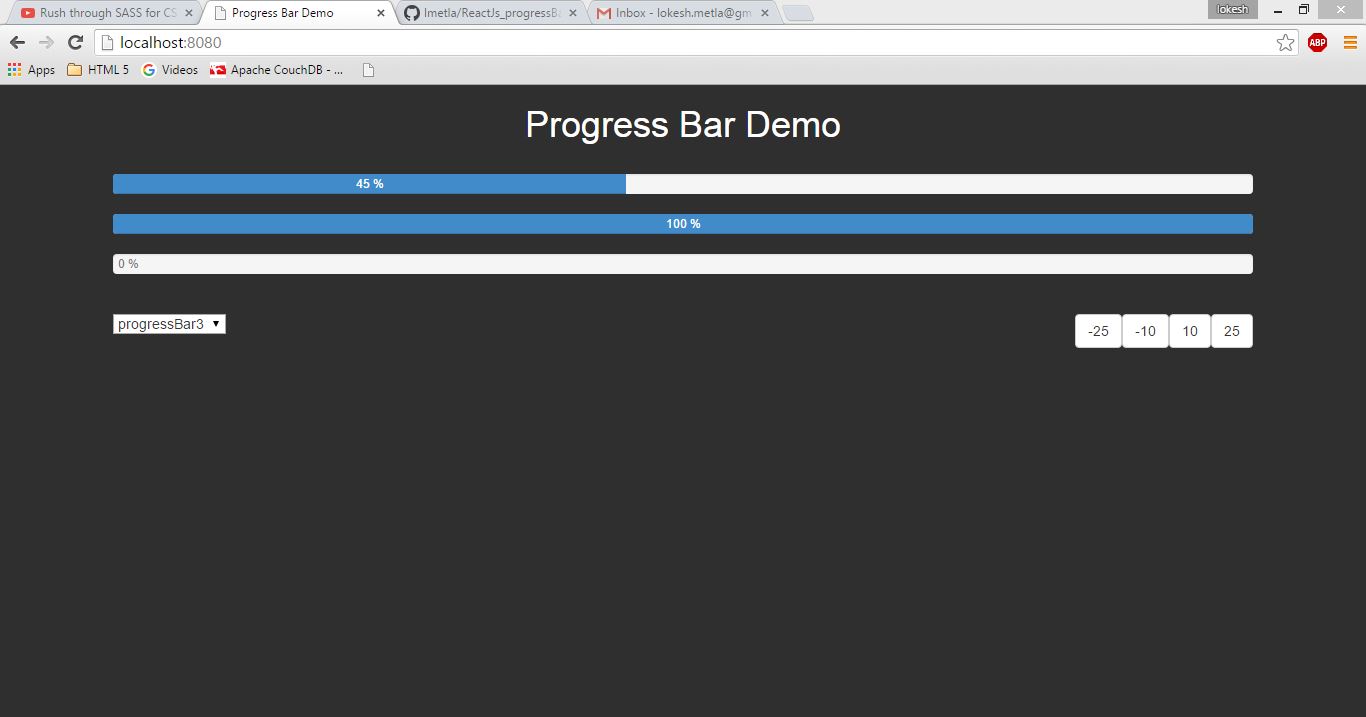 Rush through SASS for CS
Progress Bar Demo
lmetla/ReactJs_progressBa
Inbox - lokesh.metla@gm
lokesh
localhost:8080
ABP
Apps
HTML 5
Videos
Apache CouchDB - ...
Progress Bar Demo
45 %
100 %
0 %
progressBar3
-25
-10
10
25